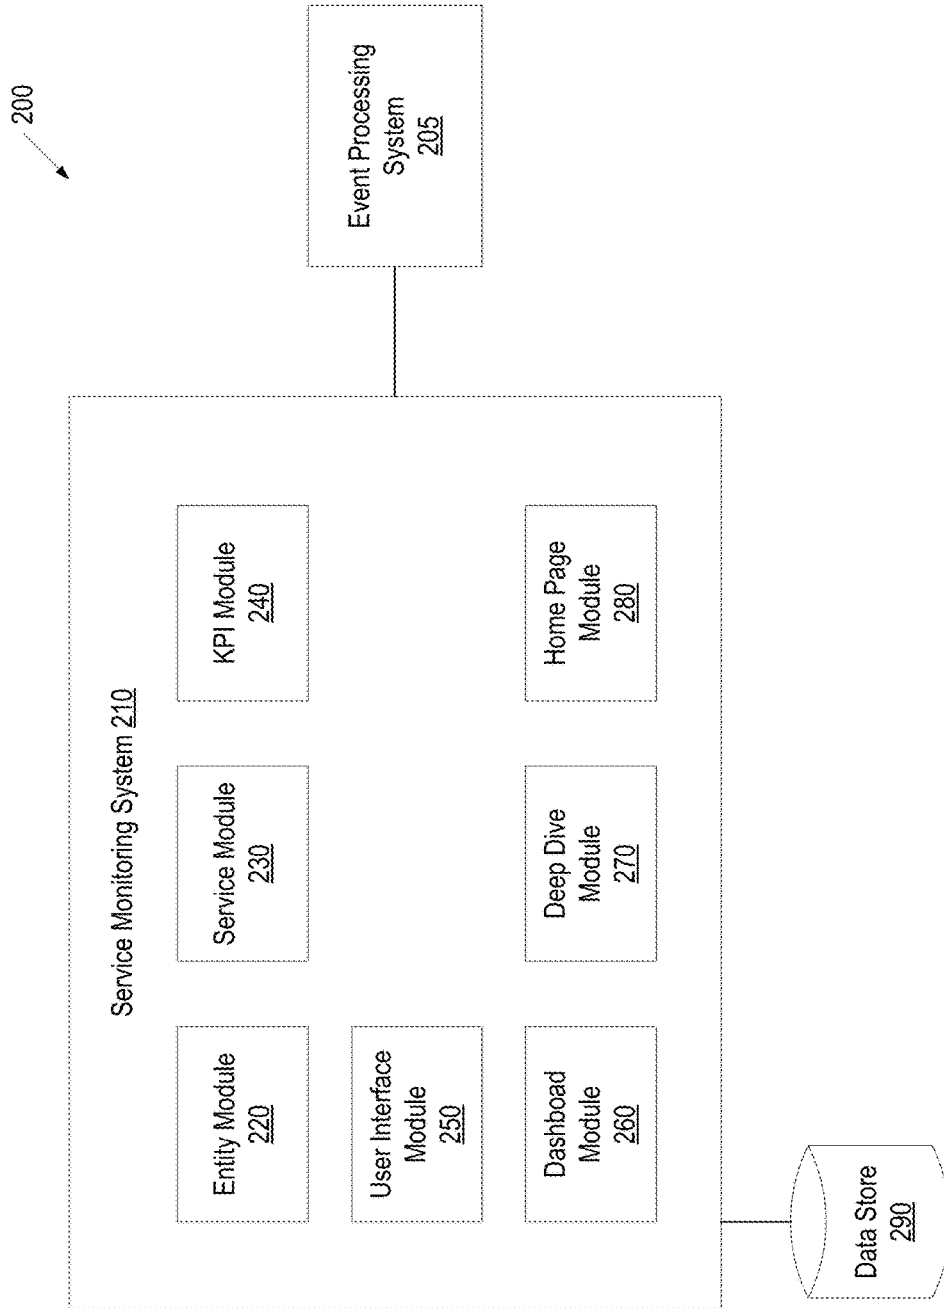 200
Service Monitoring System 210
Entity Module
220
Service Module
230
KPI Module
240
User Interface
Module
250
Dashboad
Module
260
Deep Dive
Module
270
Home Page
Module
280
Event Processing
System
205
Data Store
290